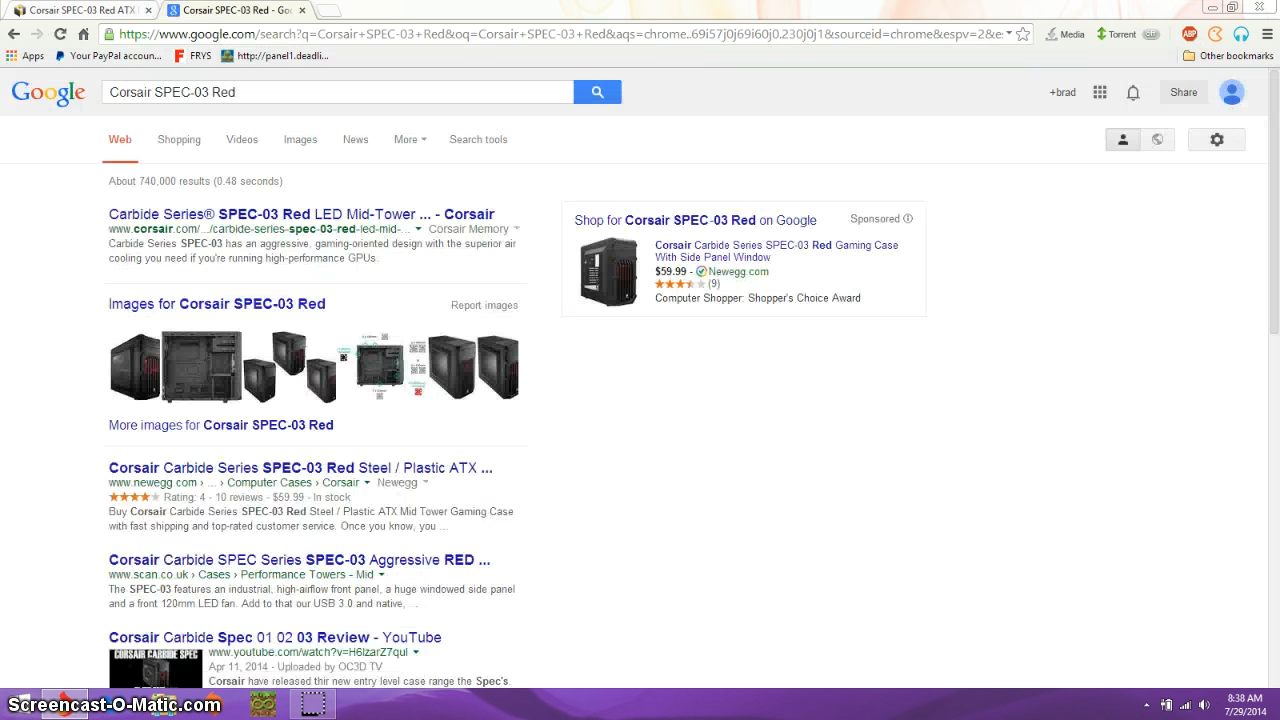 Corsair SPEC-03 Red ATX
Corsair SPEC-03 Red - Goo
https://www.google.com/search?q=Corsair+SPEC-03+Red&oq=Corsair+SPEC-03+Red&aqs=chrome..69i57j0j69i60j0.230j0j1&sourceid=chrome&espv=2&e
Media
Torrent
ABP
Apps
Your PayPal accoun...
FRYS
http://panel1.deadli...
Other bookmarks
Google
Corsair SPEC-03 Red
+brad
Share
Web
Shopping
Videos
Images
News
More
Search tools
About 740,000 results (0.48 seconds)
Carbide Series® SPEC-03 Red LED Mid-Tower ... - Corsair
www.corsair.com/.../carbide-series-spec-03-red-led-mid-... Corsair Memory
Carbide Series SPEC-03 has an aggressive, gaming-oriented design with the superior air
cooling you need if you're running high-performance GPUs.
Shop for Corsair SPEC-03 Red on Google
Sponsored
Corsair Carbide Series SPEC-03 Red Gaming Case
With Side Panel Window
$59.99 - Newegg.com
(9)
Computer Shopper: Shopper's Choice Award
Images for Corsair SPEC-03 Red
Report images
More images for Corsair SPEC-03 Red
Corsair Carbide Series SPEC-03 Red Steel / Plastic ATX ...
www.newegg.com › ... › Computer Cases › Corsair Newegg
Rating: 4 - 10 reviews - $59.99 - In stock
Buy Corsair Carbide Series SPEC-03 Red Steel / Plastic ATX Mid Tower Gaming Case
with fast shipping and top-rated customer service. Once you know, you ...
Corsair Carbide SPEC Series SPEC-03 Aggressive RED ...
www.scan.co.uk › Cases › Performance Towers - Mid
The SPEC-03 features an industrial, high-airflow front panel, a huge windowed side panel
and a front 120mm LED fan. Add to that our USB 3.0 and native, ...
Corsair Carbide Spec 01 02 03 Review - YouTube
CORSAIR CARBIDE SPEC
www.youtube.com/watch?v=H6lzarZ7quI
Apr 11, 2014 - Uploaded by OC3D TV
Corsair have released thir new entry level case range the Spec's.
Screencast-O-Matic.com
8:38 AM
7/29/2014